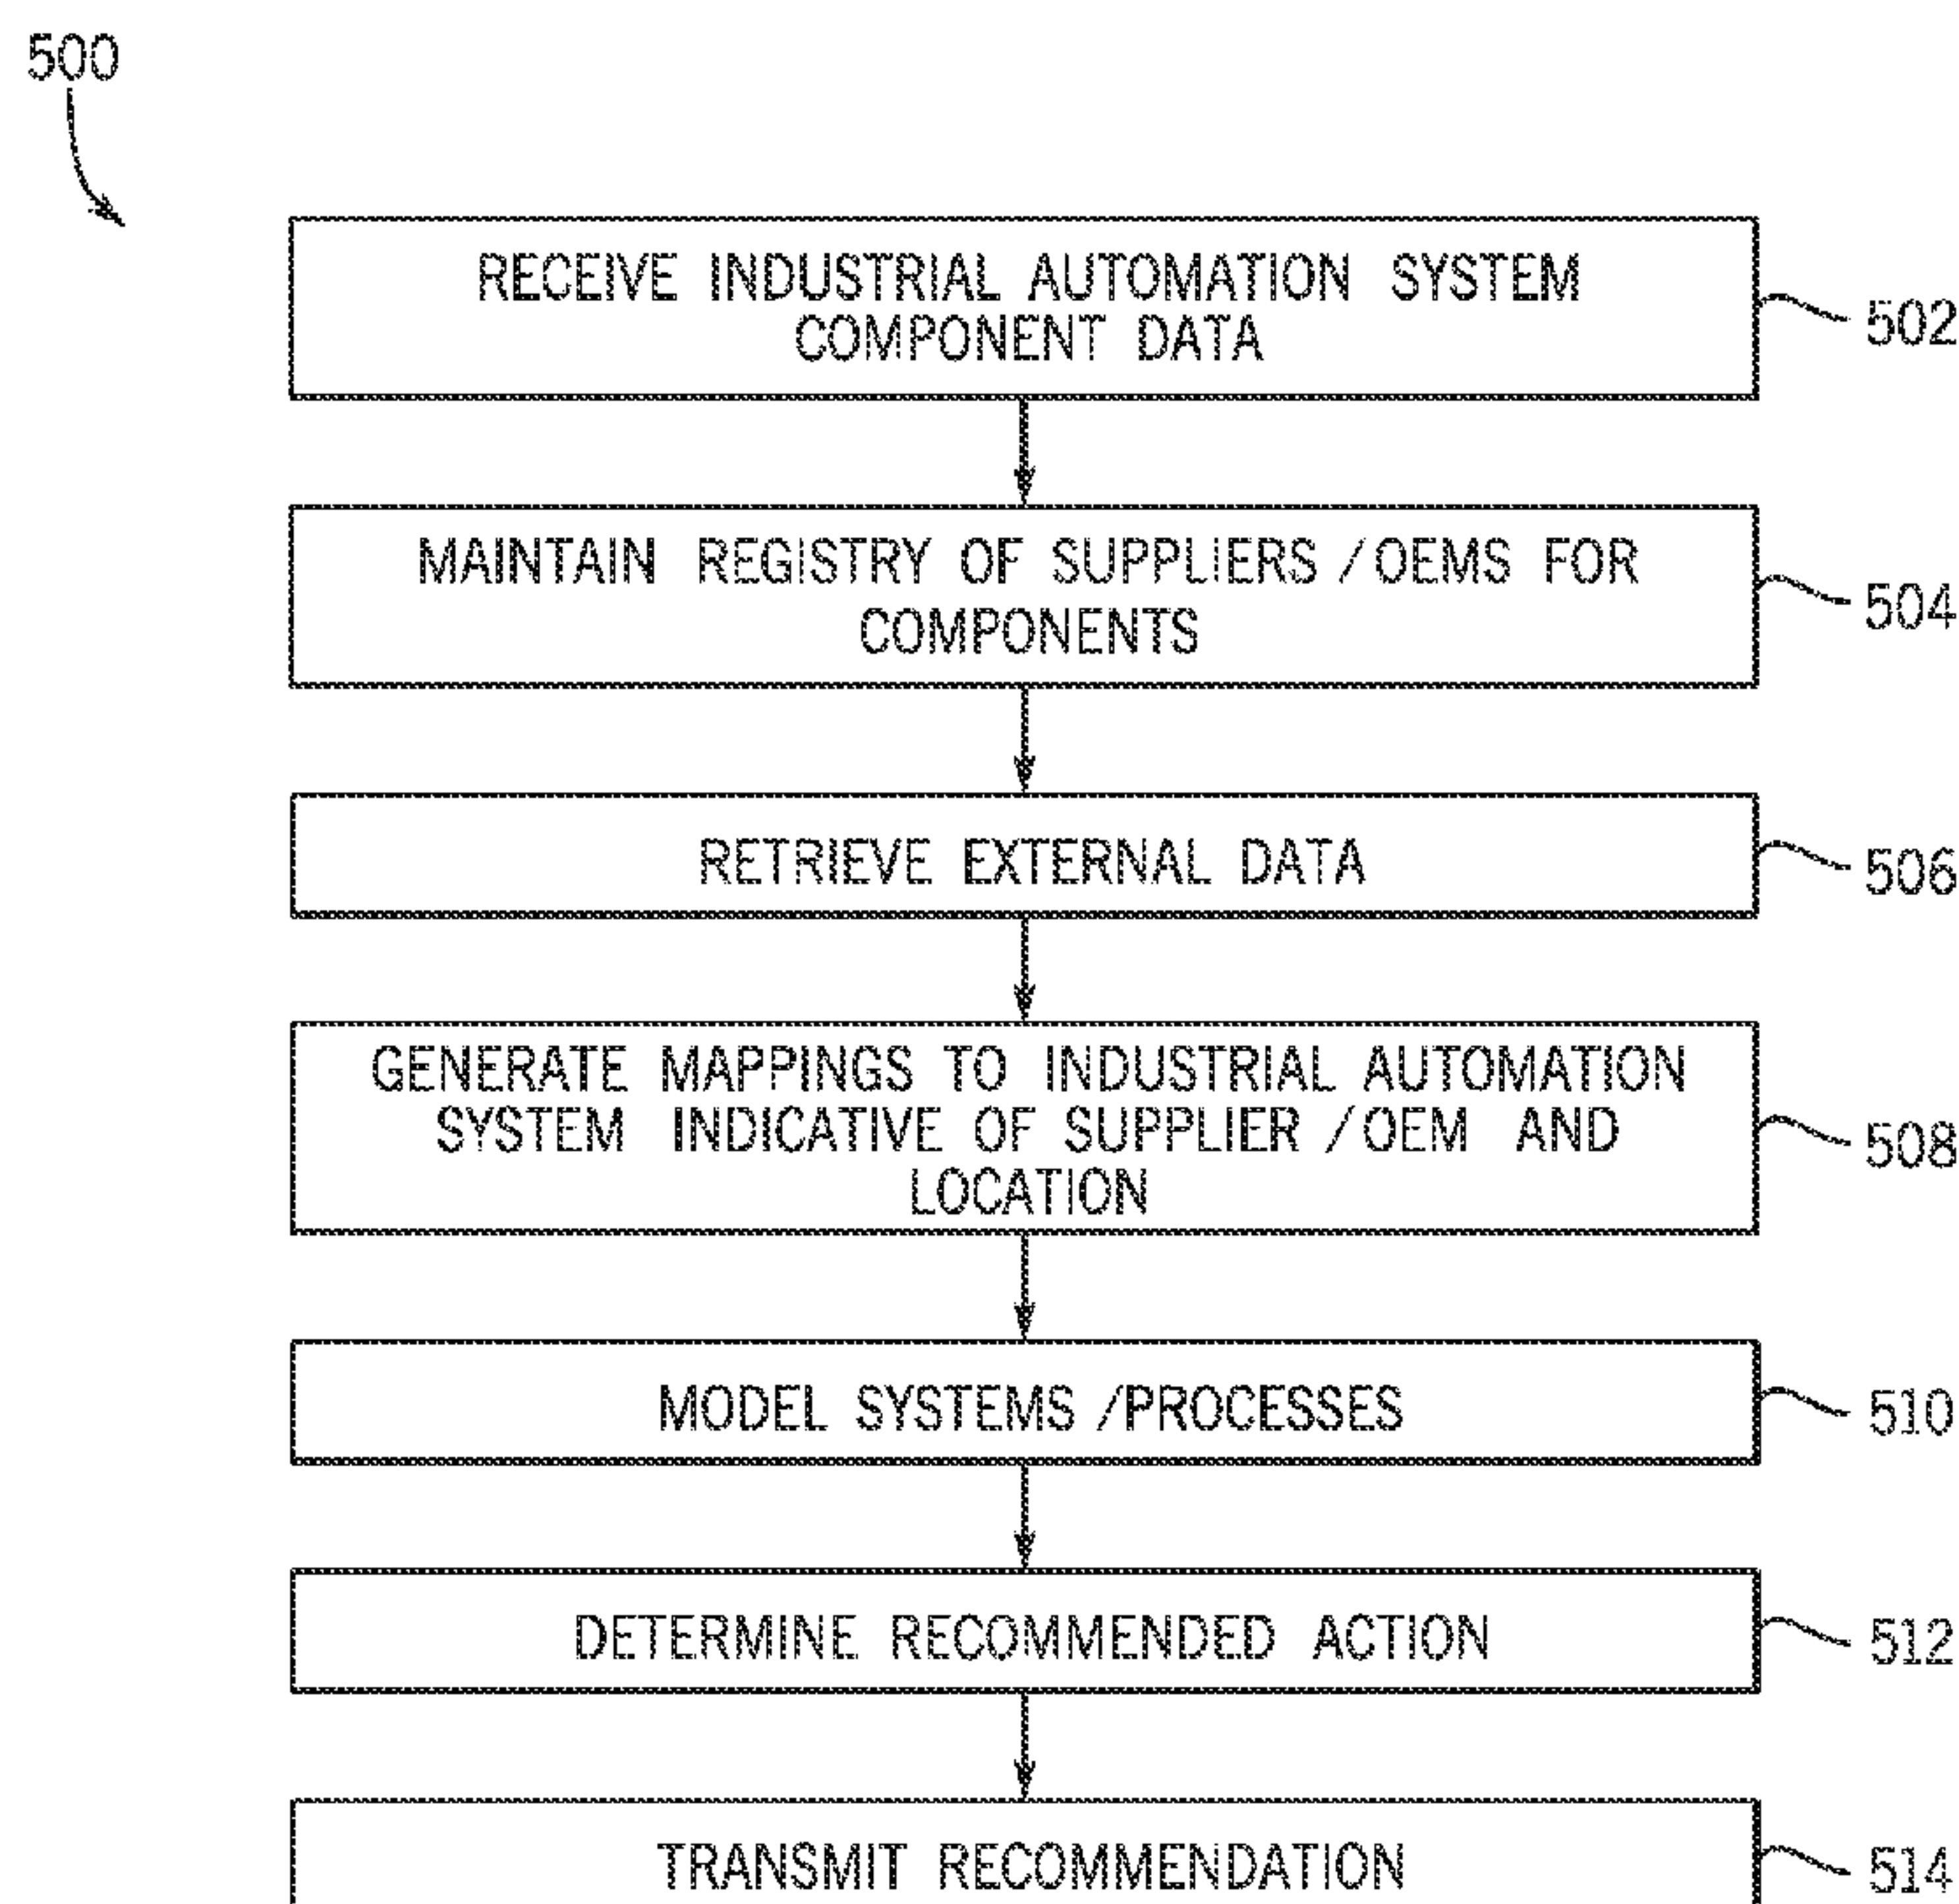 500
RECEIVE INDUSTRIAL AUTOMATION SYSTEM
COMPONENT DATA
502
MAINTAIN REGISTRY OF SUPPLIERS /OEMS FOR
COMPONENTS
504
RETRIEVE EXTERNAL DATA
506
GENERATE MAPPINGS TO INDUSTRIAL AUTOMATION
SYSTEM INDICATIVE OF SUPPLIER /OEM AND
LOCATION
508
MODEL SYSTEMS /PROCESSES
510
DETERMINE RECOMMENDED ACTION
512
TRANSMIT RECOMMENDATION
514